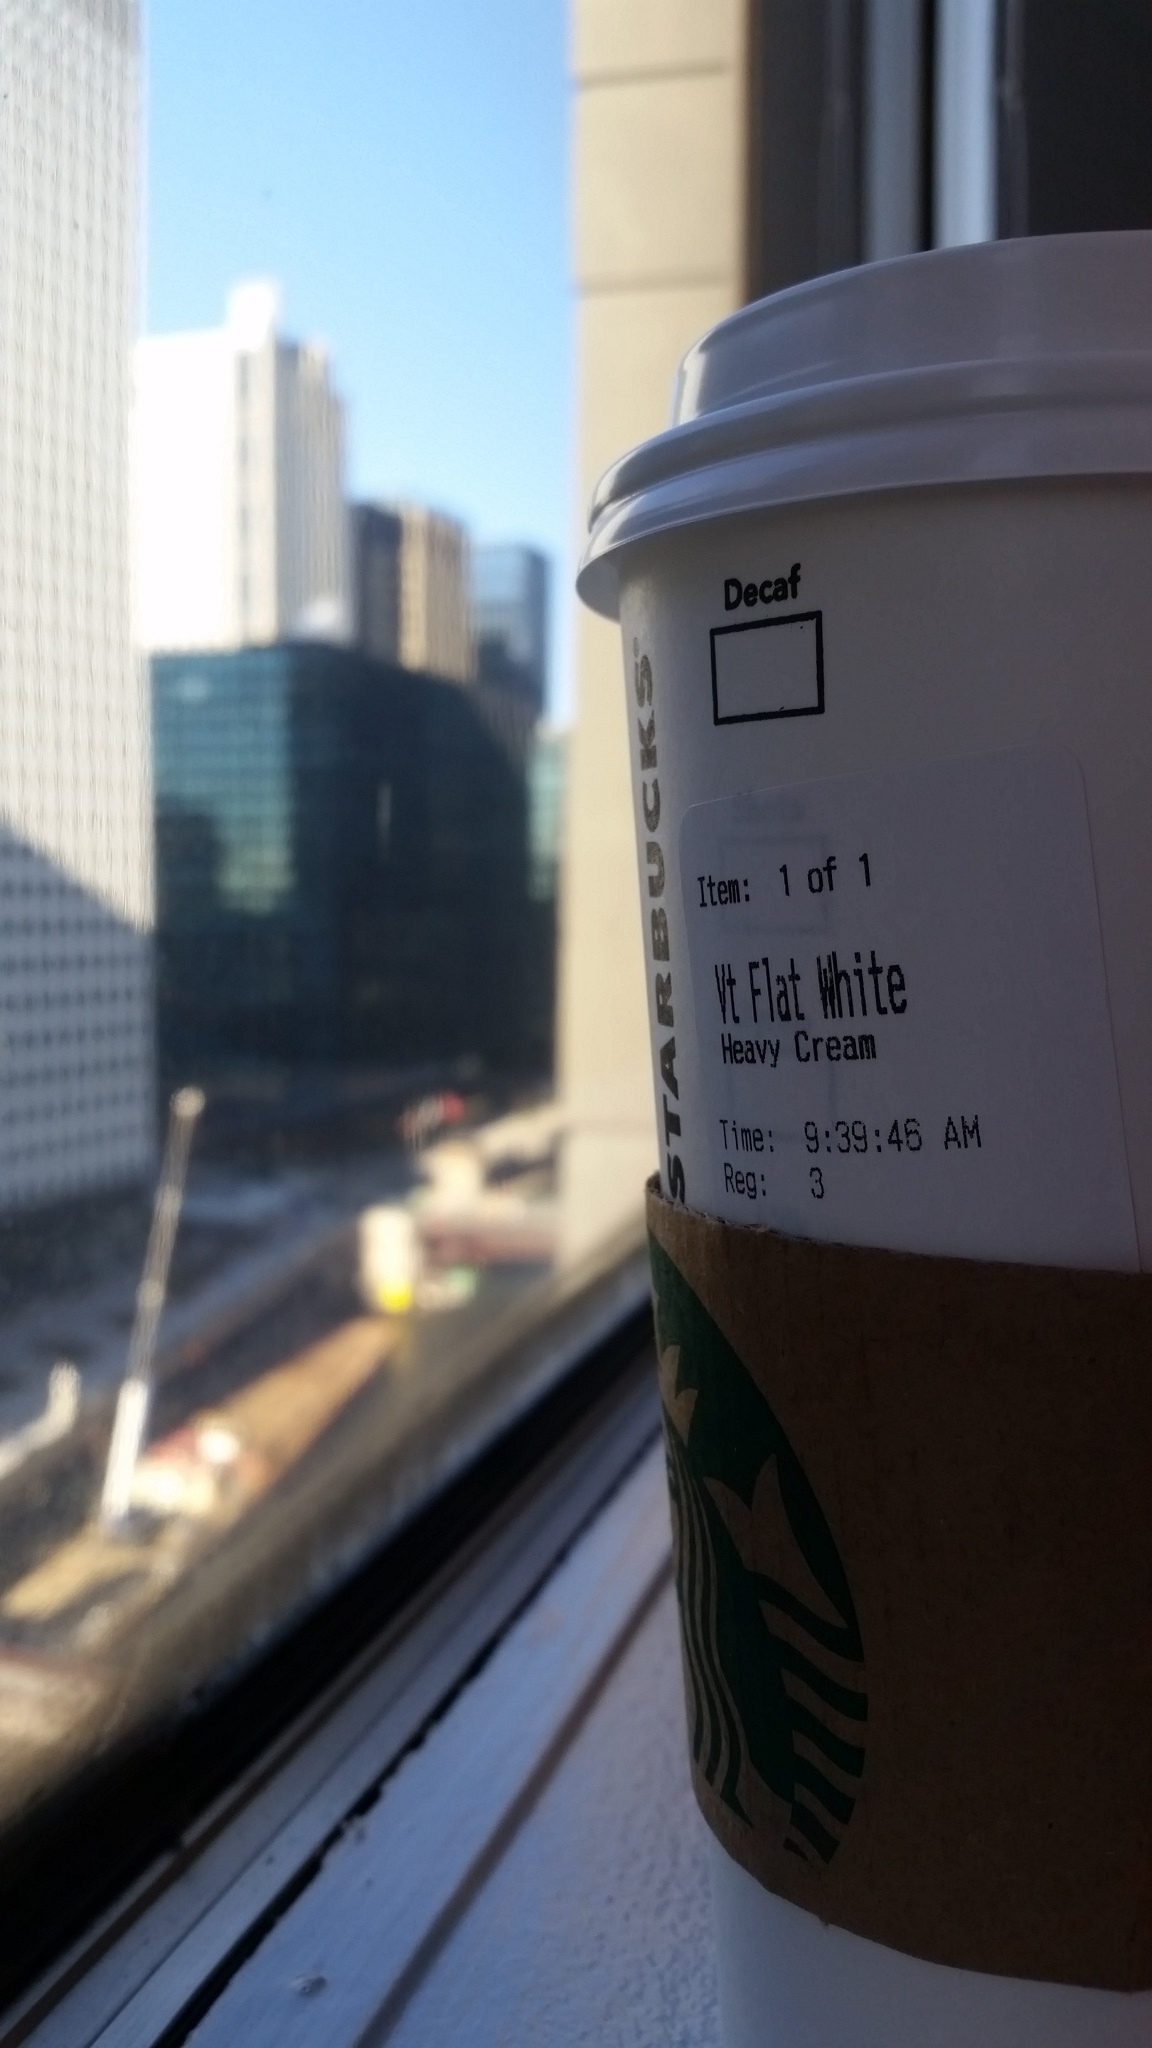 Decaf
STARBUCKS®
Item: 1 of 1
Vt Flat White
Heavy Cream
Time: 9:39:46 AM
Reg: 3